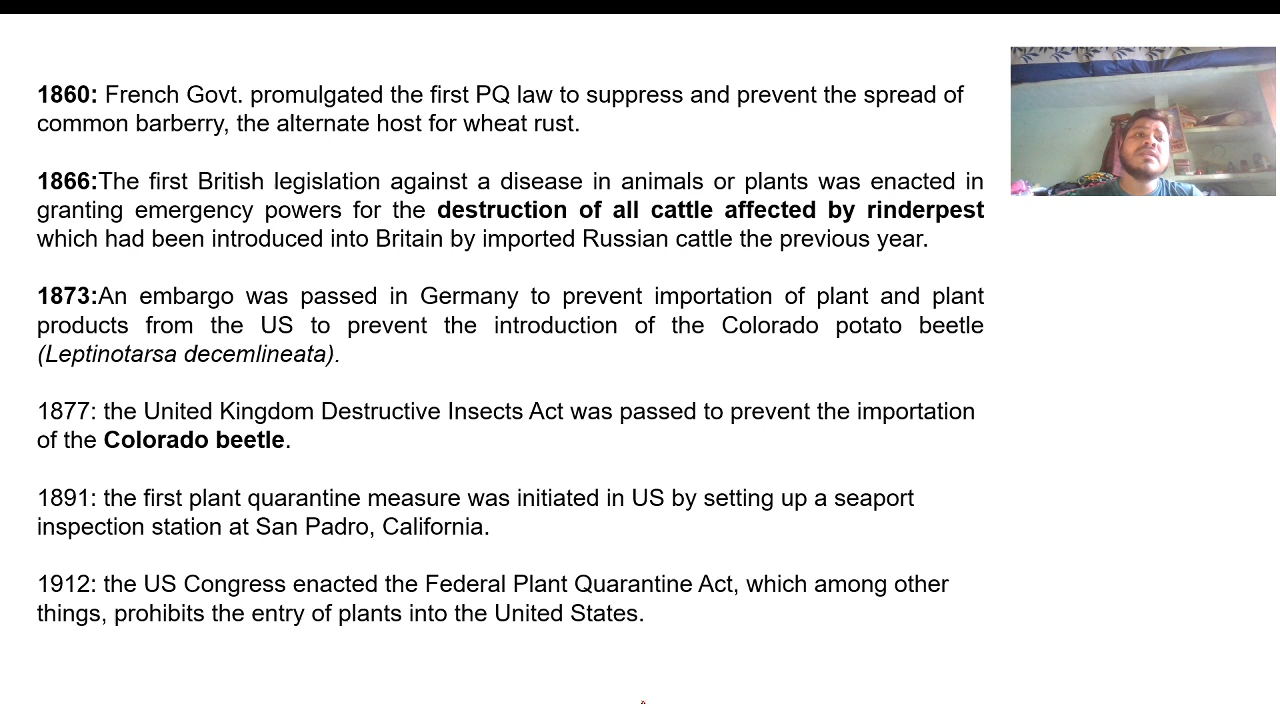 1860: French Govt. promulgated the first PQ law to suppress and prevent the spread of
common barberry, the alternate host for wheat rust.
1866:The first British legislation against a disease in animals or plants was enacted in
granting emergency powers for the destruction of all cattle affected by rinderpest
which had been introduced into Britain by imported Russian cattle the previous year.
1873:An embargo was passed in Germany to prevent importation of plant and plant
products from the US to prevent the introduction of the Colorado potato beetle
(Leptinotarsa decemlineata).
1877: the United Kingdom Destructive Insects Act was passed to prevent the importation
of the Colorado beetle.
1891: the first plant quarantine measure was initiated in US by setting up a seaport
inspection station at San Padro, California.
1912: the US Congress enacted the Federal Plant Quarantine Act, which among other
things, prohibits the entry of plants into the United States.